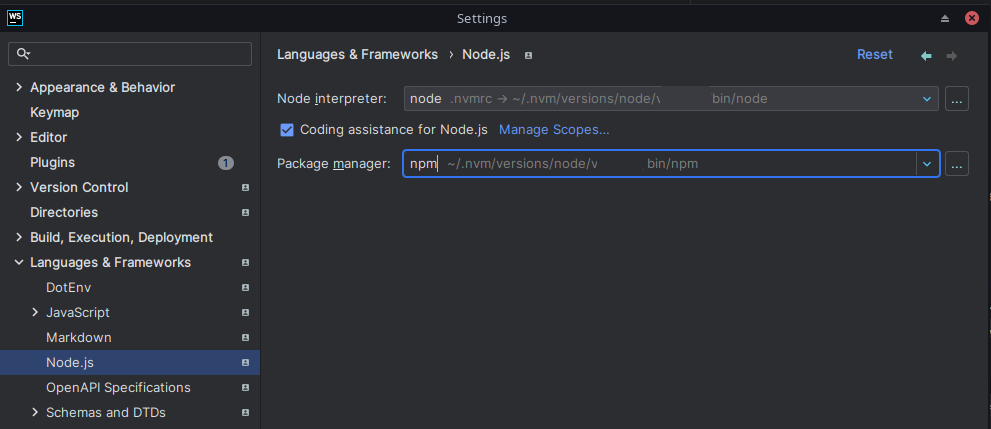 WS
Settings
Languages & Frameworks › Node.js
Reset
Appearance & Behavior
Keymap
Editor
Plugins 1
Version Control
Directories
Build, Execution, Deployment
Languages & Frameworks
DotEnv
JavaScript
Markdown
Node.js
OpenAPI Specifications
Schemas and DTDs
Node interpreter: node .nvmrc → ~/.nvm/versions/node/v bin/node ...
Coding assistance for Node.js Manage Scopes...
Package manager: npm ~/.nvm/versions/node/v bin/npm ...